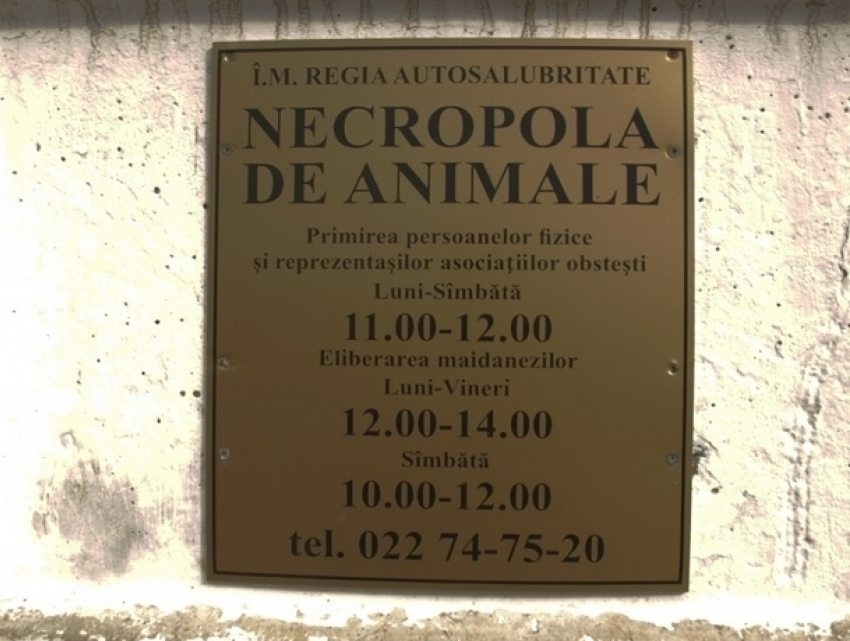 Î.M. REGIA AUTOSALUBRITATE
NECROPOLA
DE ANIMALE
Primirea persoanelor fizice
şi reprezentaşilor asociaţiilor obsteşti
Luni-Sîmbătă
11.00-12.00
Eliberarea maidanezilor
Luni-Vineri
12.00-14.00
Sîmbătă
10.00-12.00
tel. 022 74-75-20